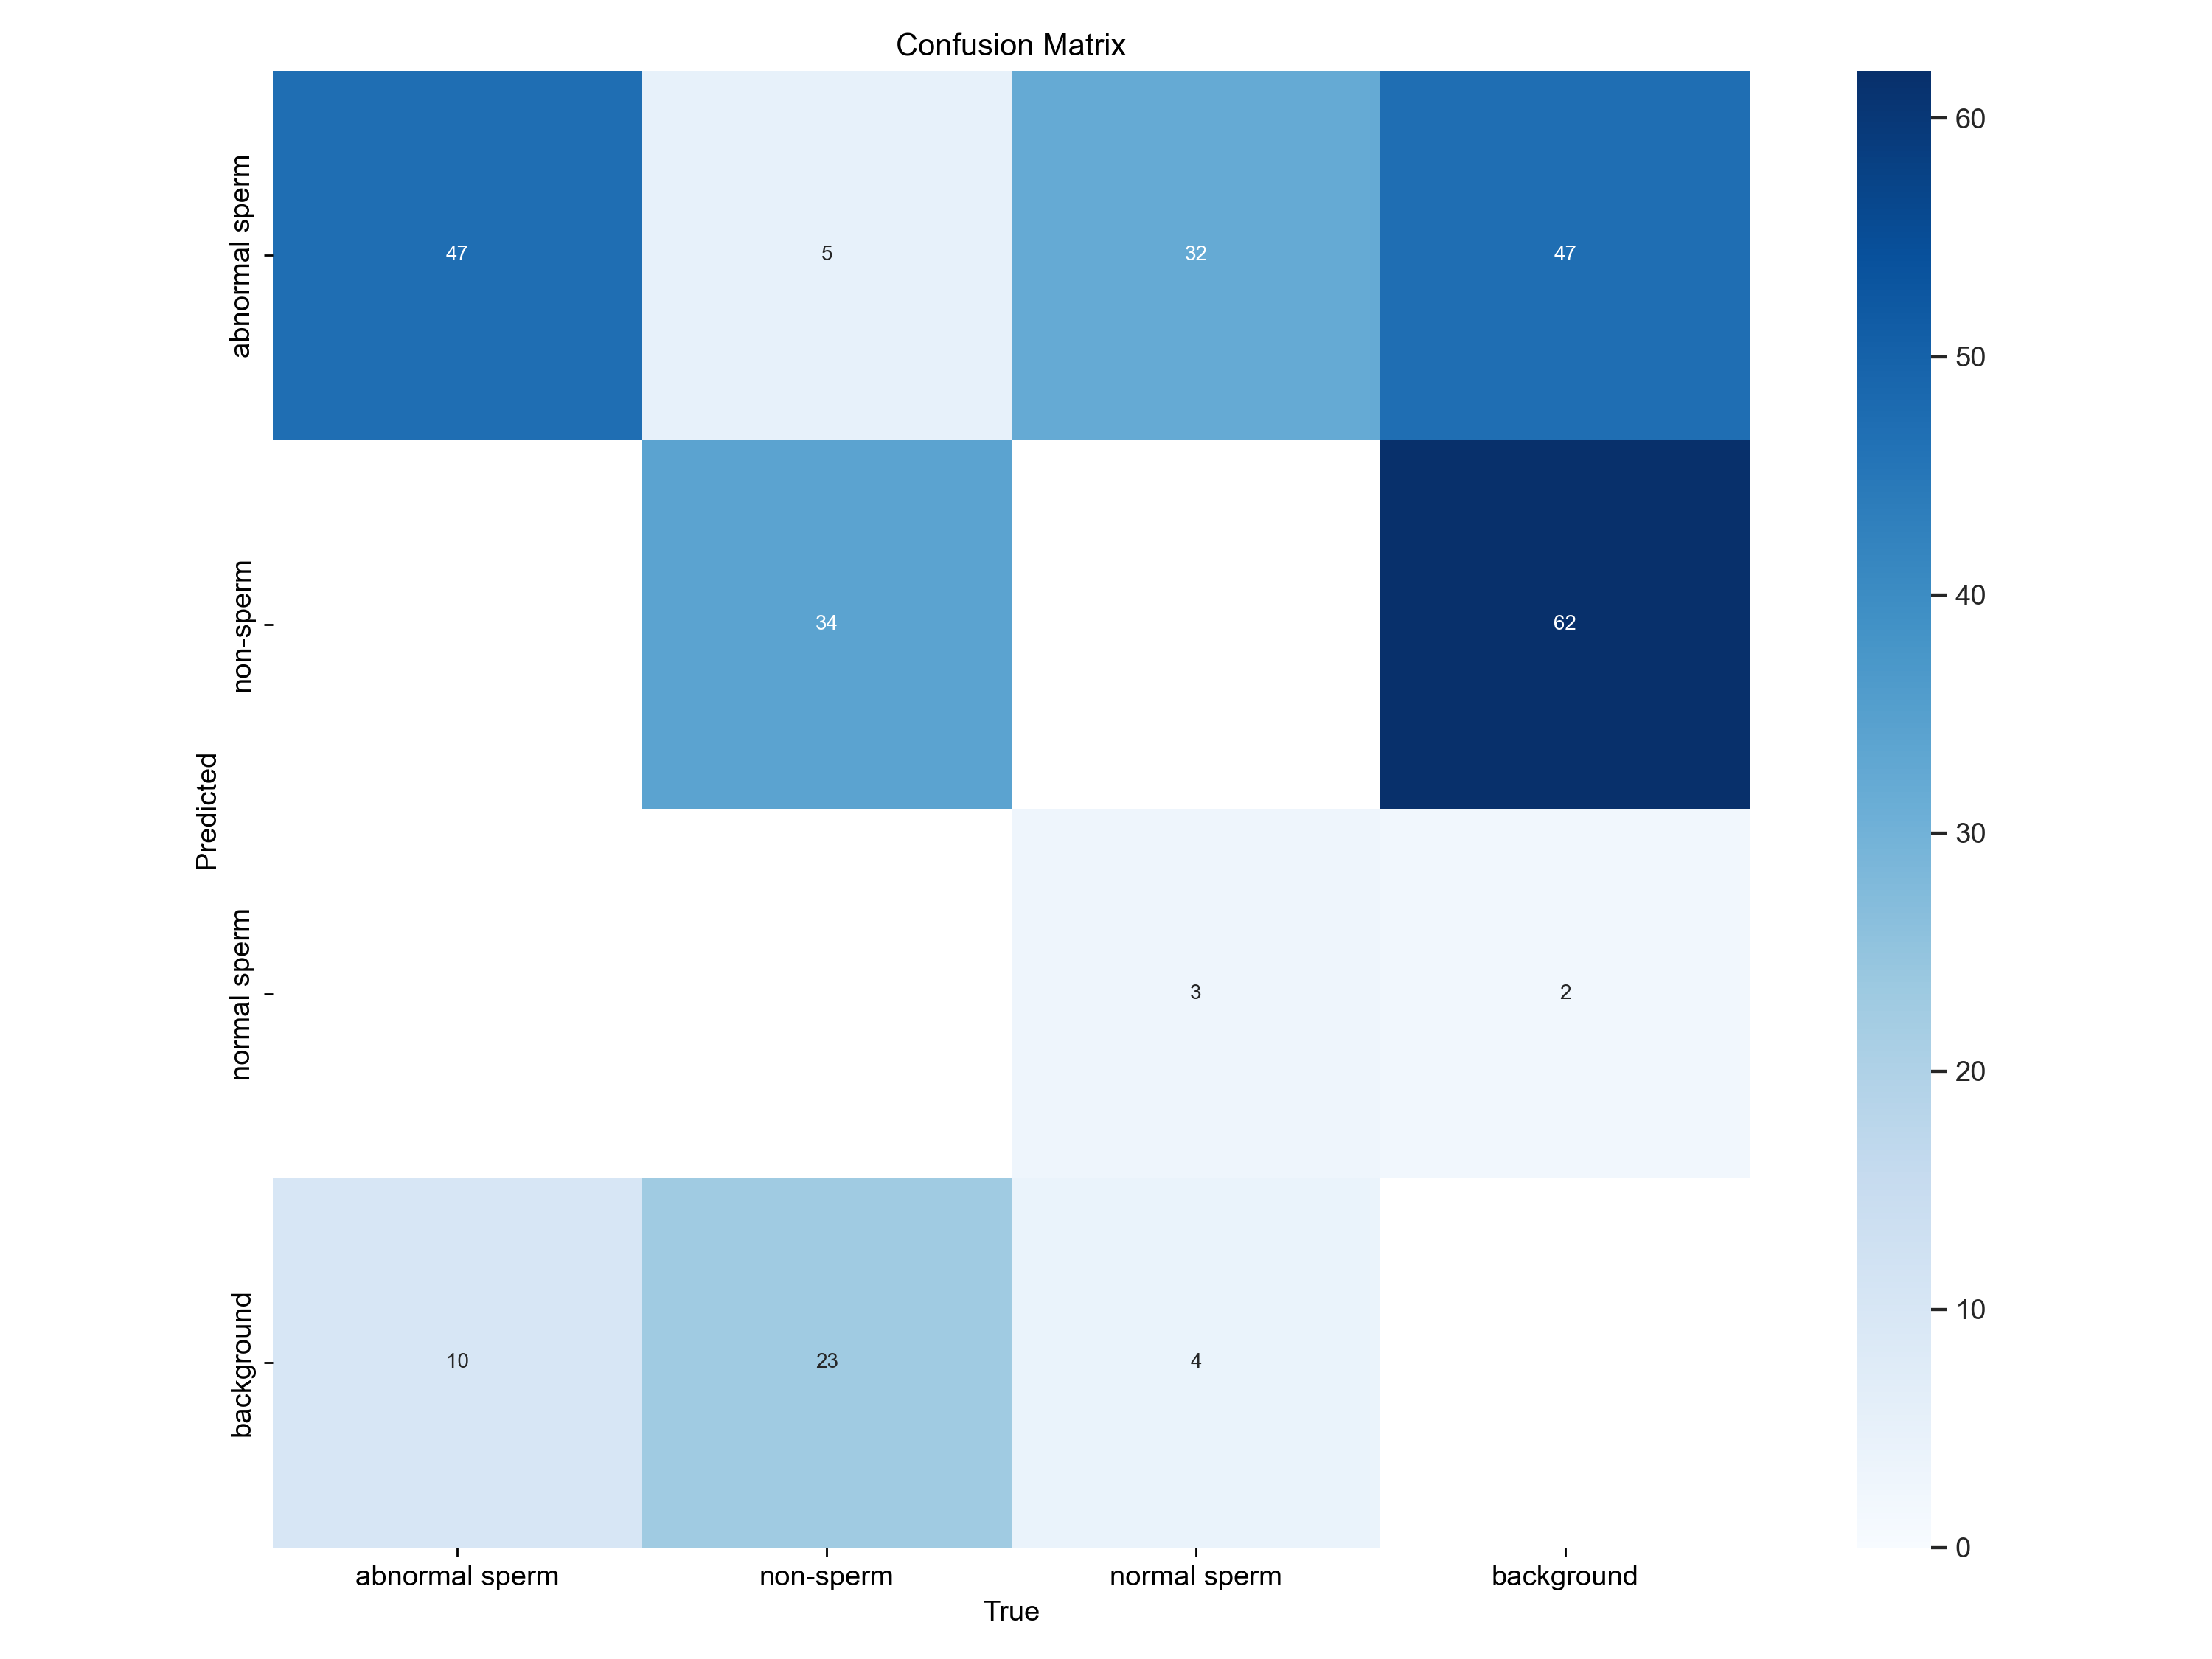 Confusion Matrix
abnormal sperm
47
5
32
47
non-sperm
34
62
Predicted
normal sperm
3
2
background
10
23
4
abnormal sperm
non-sperm
normal sperm
background
True
60
50
40
30
20
10
0